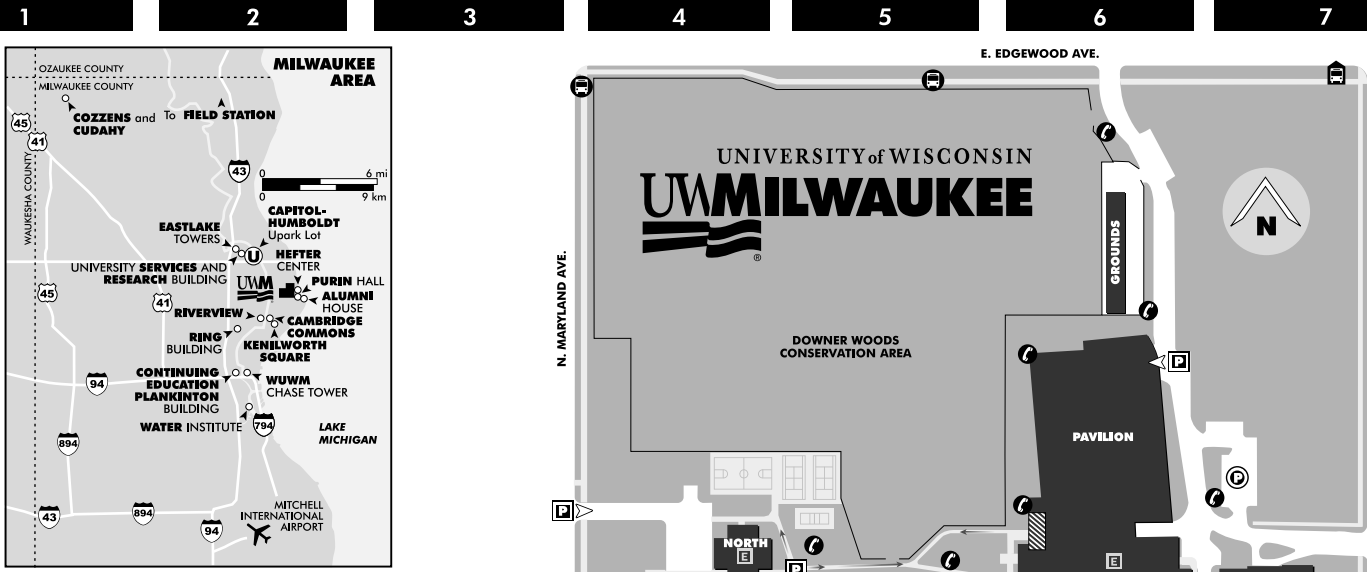 1 2 3 4 5 6 7
OZAUKEE COUNTY
MILWAUKEE COUNTY
MILWAUKEE
AREA
COZZENS and
CUDAHY
To FIELD STATION
45
41
WAUKESHA COUNTY
43
0 6 mi
0 9 km
CAPITOL-
HUMBOLDT
Upark Lot
EASTLAKE
TOWERS
U
HEFTER
CENTER
UNIVERSITY SERVICES AND
RESEARCH BUILDING
UWM
PURIN HALL
ALUMNI
HOUSE
45
41
RIVERVIEW
CAMBRIDGE
COMMONS
RING
BUILDING
KENILWORTH
SQUARE
94
CONTINUING
EDUCATION
PLANKINTON
BUILDING
WUWM
CHASE TOWER
WATER INSTITUTE
794
LAKE
MICHIGAN
894
43
894
94
MITCHELL
INTERNATIONAL
AIRPORT
E. EDGEWOOD AVE.
UNIVERSITY of WISCONSIN
UWMILWAUKEE
®
N
N. MARYLAND AVE.
GROUNDS
DOWNER WOODS
CONSERVATION AREA
P
PAVILION
P
P
NORTH
E
P
E